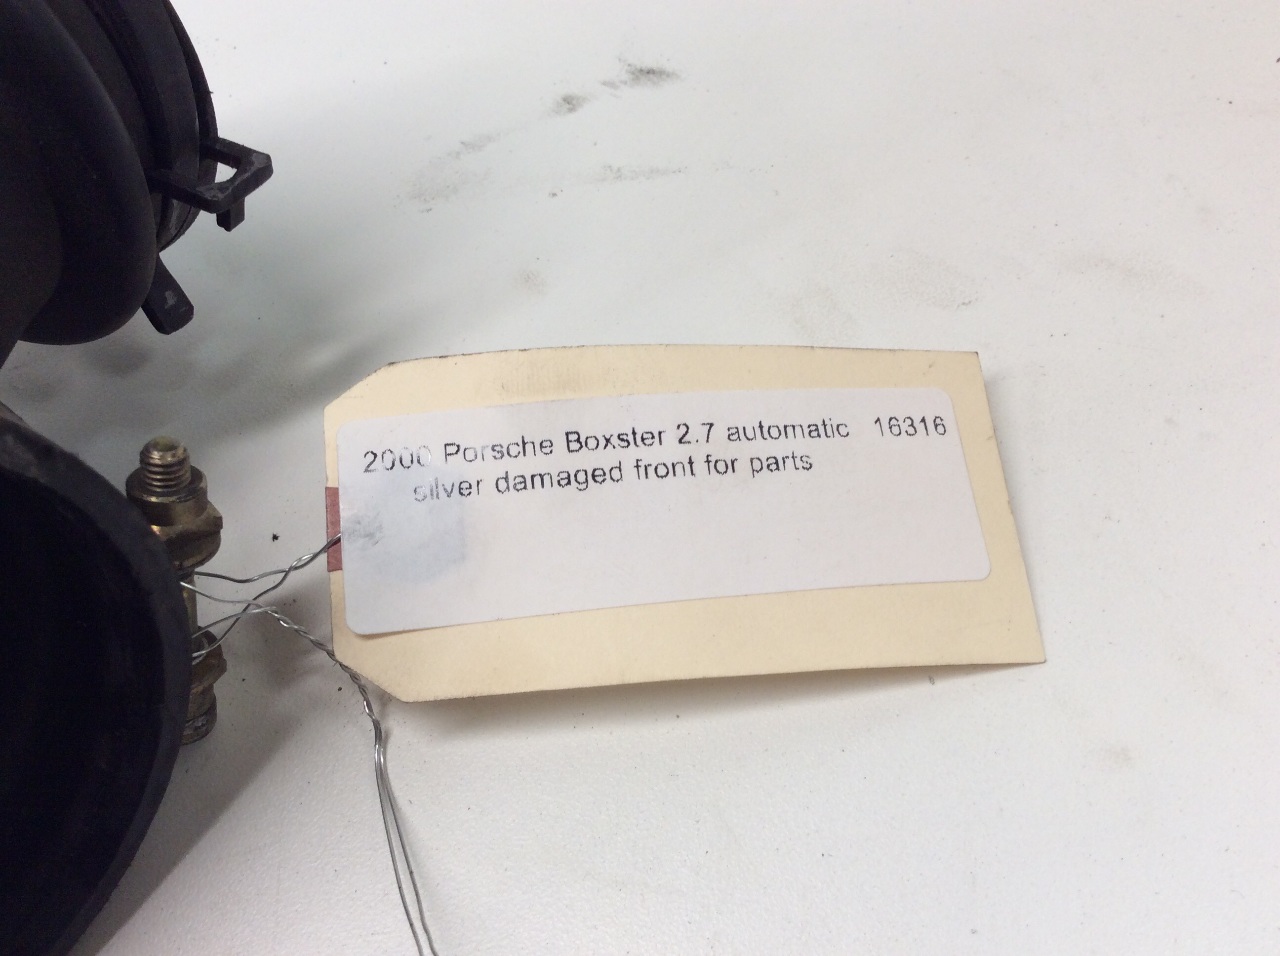 2000 Porsche Boxster 2.7 automatic 16316
silver damaged front for parts